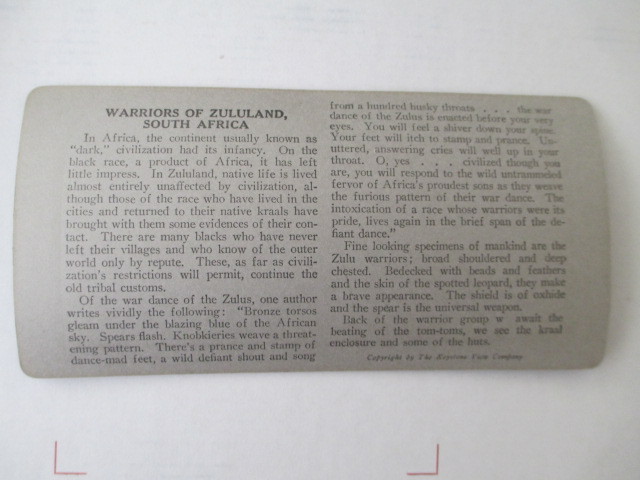 WARRIORS OF ZULULAND,
SOUTH AFRICA
In Africa, the continent usually known as
"dark," civilization had its infancy. On the
black race, a product of Africa, it has left
little impress. In Zululand, native life is lived
almost entirely unaffected by civilization, al-
though those of the race who have lived in the
cities and returned to their native kraals have
brought with them some evidences of their con-
tact. There are many blacks who have never
left their villages and who know of the outer
world only by repute. These, as far as civili-
zation's restrictions will permit, continue the
old tribal customs.
Of the war dance of the Zulus, one author
writes vividly the following: "Bronze torsos
gleam under the blazing blue of the African
sky. Spears flash. Knobkieries weave a threat-
ening pattern. There's a prance and stamp of
dance-mad feet, a wild defiant shout and song
from a hundred husky throats . . . the war
dance of the Zulus is enacted before your very
eyes. You will feel a shiver down your spine.
Your feet will itch to stamp and prance. Un-
uttered, answering cries will well up in your
throat. O, yes . . . civilized though you
are, you will respond to the wild untrammeled
fervor of Africa's proudest sons as they weave
the furious pattern of their war dance. The
intoxication of a race whose warriors were its
pride, lives again in the brief span of the de-
fiant dance."
Fine looking specimens of mankind are the
Zulu warriors; broad shouldered and deep
chested. Bedecked with beads and feathers
and the skin of the spotted leopard, they make
a brave appearance. The shield is of oxhide
and the spear is the universal weapon.
Back of the warrior group w await the
beating of the tom-toms, we see the kraal
enclosure and some of the huts.
Copyright by The Keystone View Company